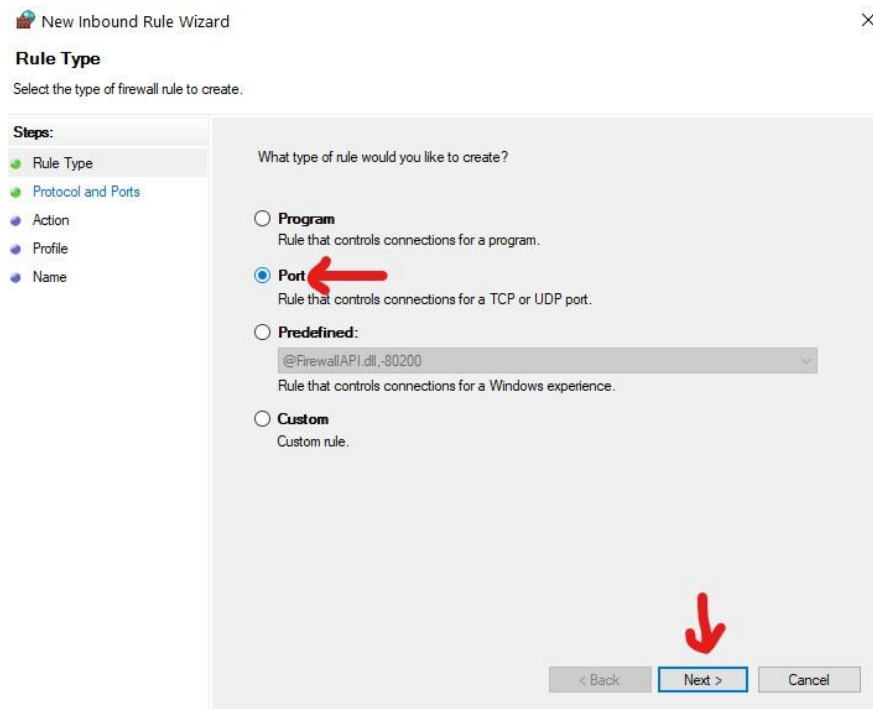 New Inbound Rule Wizard
Rule Type
Select the type of firewall rule to create.
Steps:
Rule Type
Protocol and Ports
Action
Profile
Name
What type of rule would you like to create?
Program
Rule that controls connections for a program.
Port
Rule that controls connections for a TCP or UDP port.
Predefined:
@FirewallAPI.dll,-80200
Rule that controls connections for a Windows experience.
Custom
Custom rule.
< Back Next > Cancel